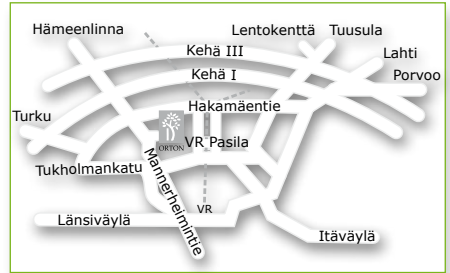 Hämeenlinna
Lentokenttä
Tuusula
Kehä III
Lahti
Kehä I
Porvoo
Hakamäentie
Turku
ORTON
VR Pasila
Tukholmankatu
Mannerheimintie
VR
Länsiväylä
Itäväylä